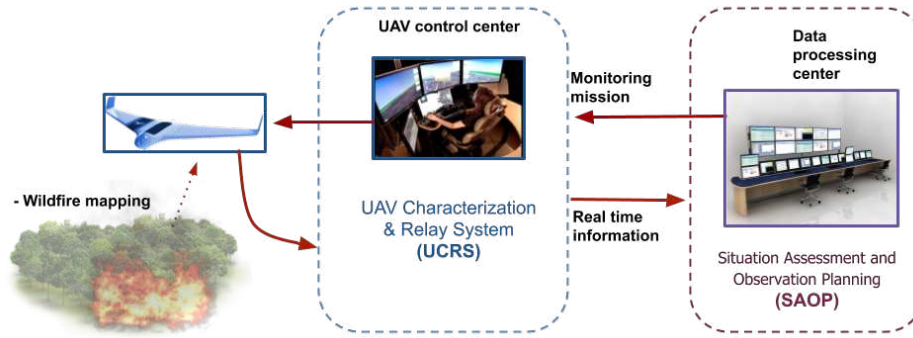 UAV control center
Data
processing
center
Monitoring
mission
- Wildfire mapping
UAV Characterization
& Relay System
(UCRS)
Real time
information
Situation Assessment and
Observation Planning
(SAOP)